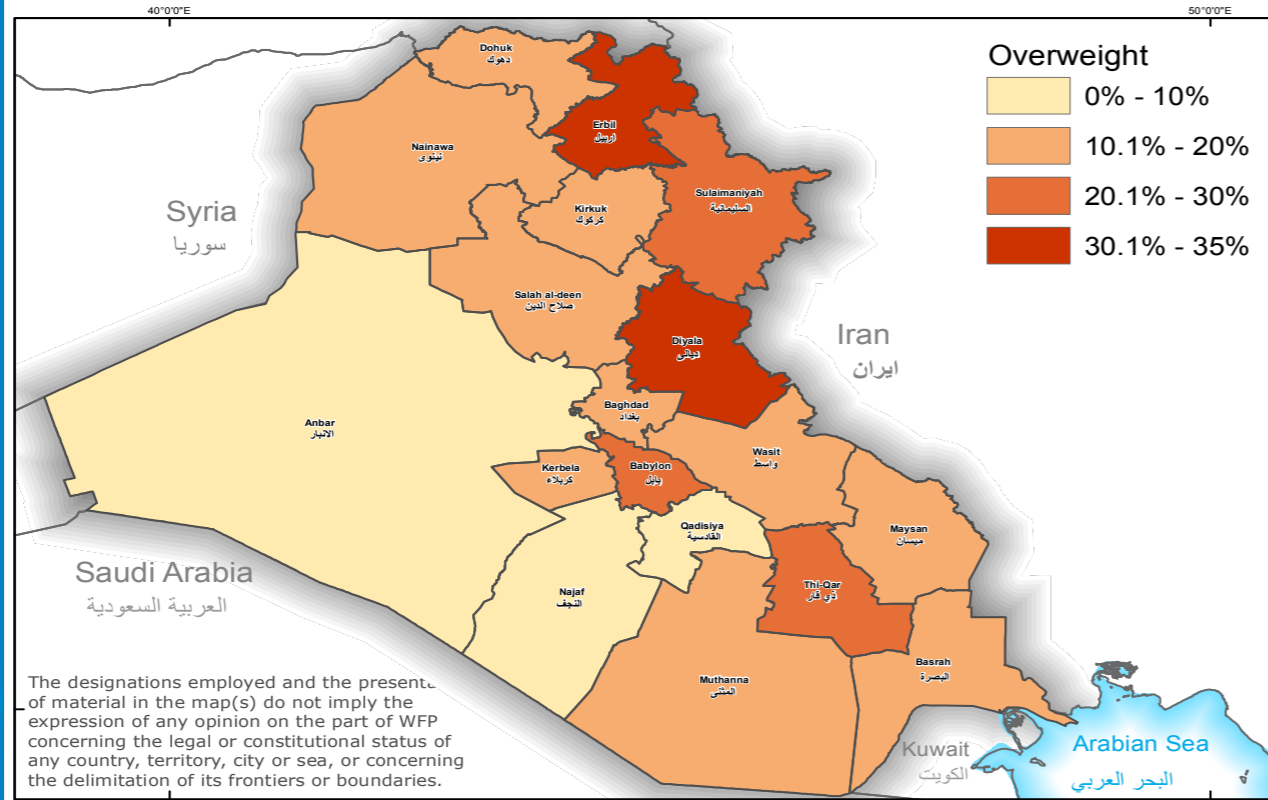 40°0'0"E
50°0'0"E
Overweight
0% - 10%
10.1% - 20%
20.1% - 30%
30.1% - 35%
Dohuk
دهوك
Erbil
اربيل
Nainawa
نينوى
Sulaimaniyah
السليمانية
Kirkuk
كركوك
Syria
سوريا
Salah al-deen
صلاح الدين
Diyala
ديالى
Iran
ايران
Baghdad
بغداد
Anbar
الانبار
Wasit
واسط
Kerbela
كربلاء
Babylon
بابل
Qadisiya
القادسية
Maysan
ميسان
Saudi Arabia
العربية السعودية
Najaf
النجف
Thi-Qar
ذي قار
Basrah
البصرة
Muthanna
المثنى
The designations employed and the present
of material in the map(s) do not imply the
expression of any opinion on the part of WFP
concerning the legal or constitutional status of
any country, territory, city or sea, or concerning
the delimitation of its frontiers or boundaries.
Kuwait
الكويت
Arabian Sea
البحر العربي